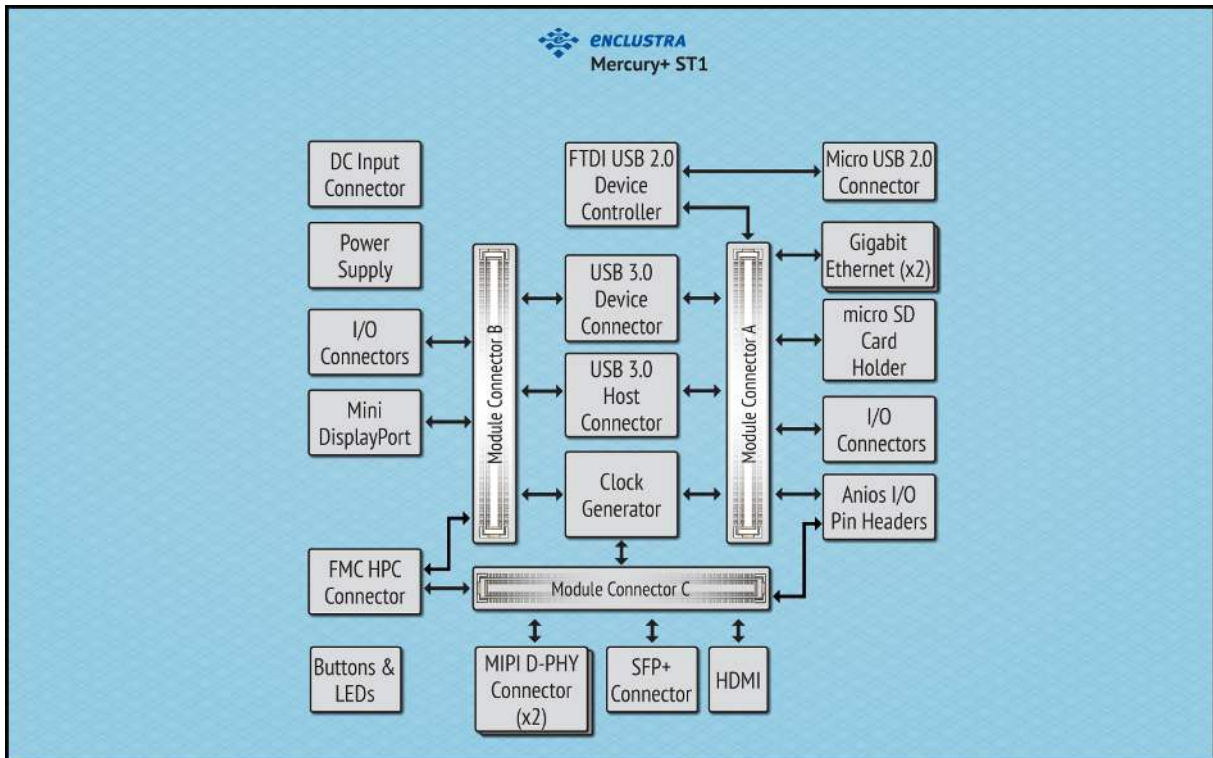 enclustra
Mercury+ ST1
DC Input
Connector
FTDI USB 2.0
Device
Controller
Micro USB 2.0
Connector
Power
Supply
Gigabit
Ethernet (x2)
USB 3.0
Device
Connector
micro SD
Card
Holder
I/O
Connectors
Module Connector B
Module Connector A
USB 3.0
Host
Connector
Mini
DisplayPort
I/O
Connectors
Clock
Generator
Anios I/O
Pin Headers
FMC HPC
Connector
Module Connector C
Buttons &
LEDs
MIPI D-PHY
Connector
(x2)
SFP+
Connector
HDMI